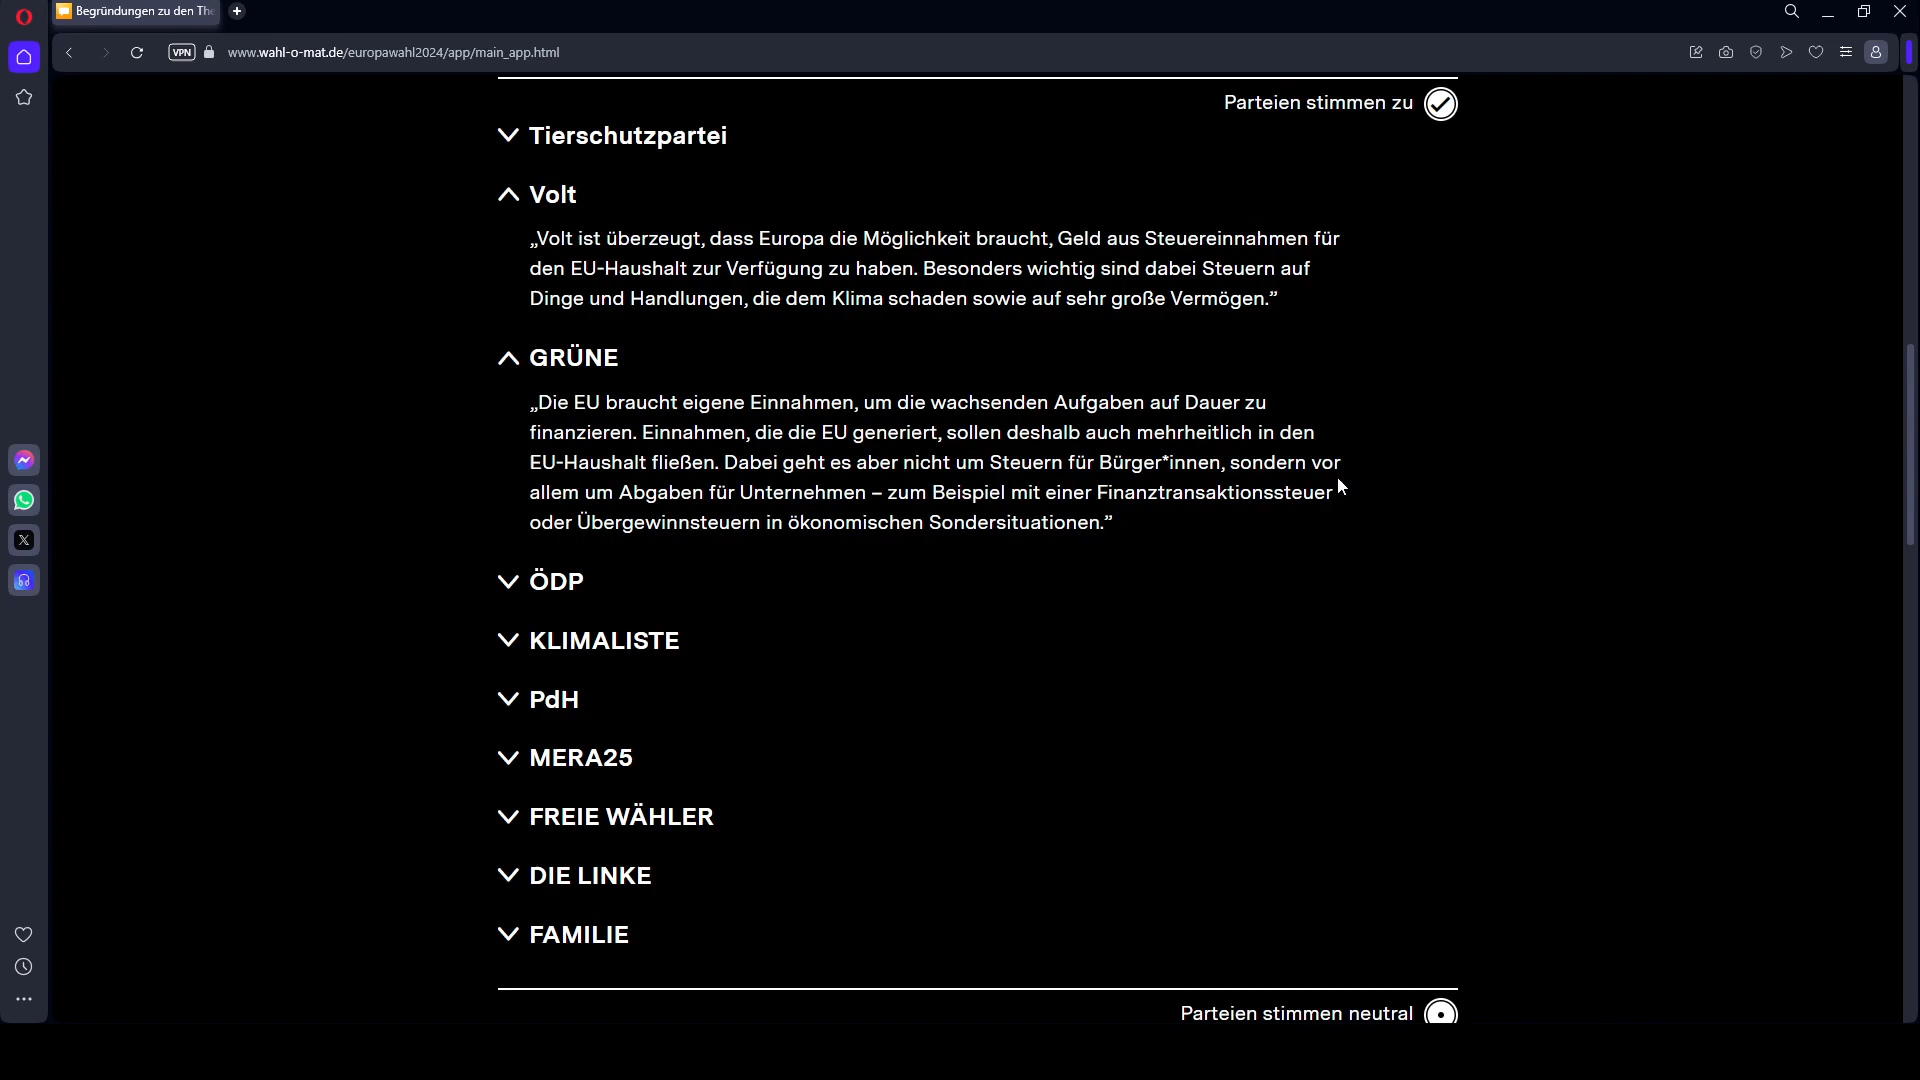 Begründungen zu den The
VPN
www.wahl-o-mat.de/europawahl2024/app/main_app.html
Parteien stimmen zu
Tierschutzpartei
Volt
„Volt ist überzeugt, dass Europa die Möglichkeit braucht, Geld aus Steuereinnahmen für
den EU-Haushalt zur Verfügung zu haben. Besonders wichtig sind dabei Steuern auf
Dinge und Handlungen, die dem Klima schaden sowie auf sehr große Vermögen.”
GRÜNE
„Die EU braucht eigene Einnahmen, um die wachsenden Aufgaben auf Dauer zu
finanzieren. Einnahmen, die die EU generiert, sollen deshalb auch mehrheitlich in den
EU-Haushalt fließen. Dabei geht es aber nicht um Steuern für Bürger*innen, sondern vor
allem um Abgaben für Unternehmen – zum Beispiel mit einer Finanztransaktionssteuer
oder Übergewinnsteuern in ökonomischen Sondersituationen.”
ÖDP
KLIMALISTE
PdH
MERA25
FREIE WÄHLER
DIE LINKE
FAMILIE
Parteien stimmen neutral